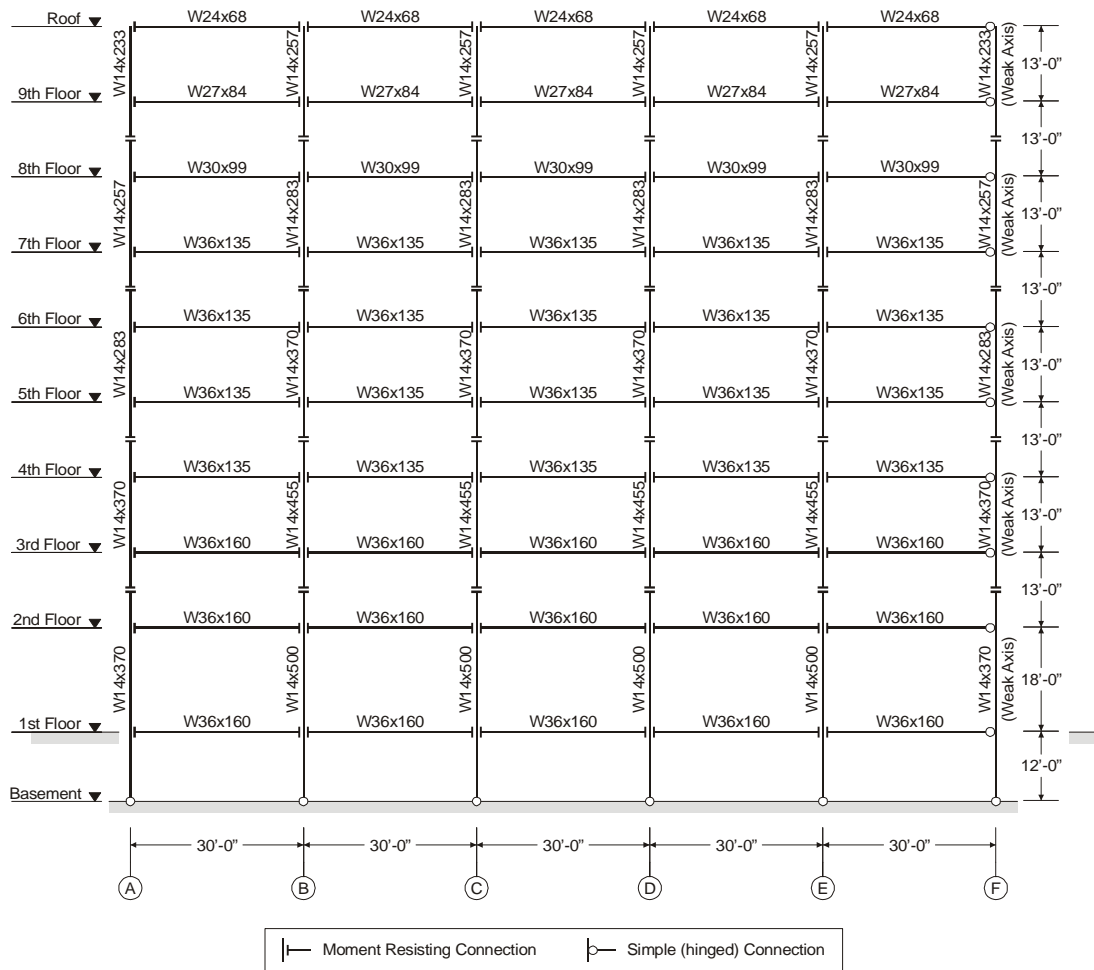 Roof
W24x68 W24x68 W24x68 W24x68 W24x68
W14x233 W14x257 W14x257 W14x257 W14x257 W14x233 (Weak Axis)
13'-0"
9th Floor
W27x84 W27x84 W27x84 W27x84 W27x84
13'-0"
8th Floor
W30x99 W30x99 W30x99 W30x99 W30x99
W14x257 W14x283 W14x283 W14x283 W14x283 W14x257 (Weak Axis)
13'-0"
7th Floor
W36x135 W36x135 W36x135 W36x135 W36x135
13'-0"
6th Floor
W36x135 W36x135 W36x135 W36x135 W36x135
W14x283 W14x370 W14x370 W14x370 W14x370 W14x283 (Weak Axis)
13'-0"
5th Floor
W36x135 W36x135 W36x135 W36x135 W36x135
13'-0"
4th Floor
W36x135 W36x135 W36x135 W36x135 W36x135
W14x370 W14x455 W14x455 W14x455 W14x455 W14x370 (Weak Axis)
13'-0"
3rd Floor
W36x160 W36x160 W36x160 W36x160 W36x160
13'-0"
2nd Floor
W36x160 W36x160 W36x160 W36x160 W36x160
W14x370 W14x500 W14x500 W14x500 W14x500 W14x370 (Weak Axis)
18'-0"
1st Floor
W36x160 W36x160 W36x160 W36x160 W36x160
12'-0"
Basement
30'-0" 30'-0" 30'-0" 30'-0" 30'-0"
A B C D E F
Moment Resisting Connection Simple (hinged) Connection